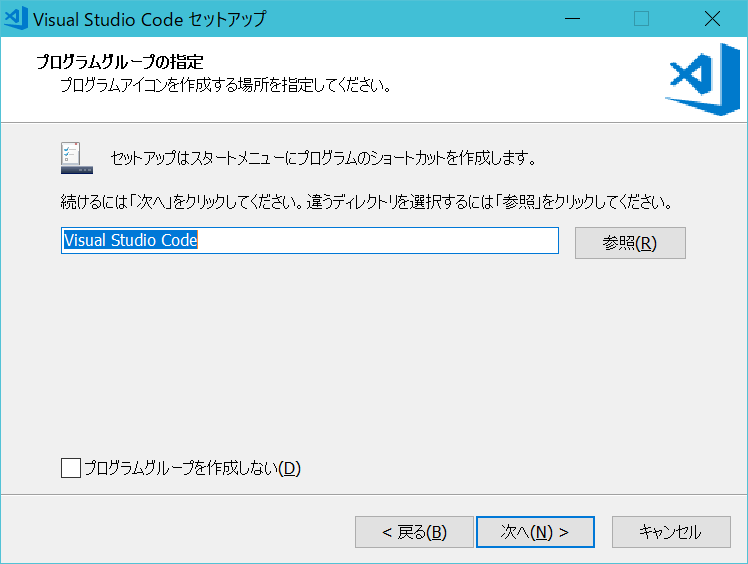 Visual Studio Code セットアップ
プログラムグループの指定
プログラムアイコンを作成する場所を指定してください。
セットアップはスタートメニューにプログラムのショートカットを作成します。
続けるには「次へ」をクリックしてください。違うディレクトリを選択するには「参照」をクリックしてください。
Visual Studio Code
参照(R)
プログラムグループを作成しない(D)
< 戻る(B)
次へ(N) >
キャンセル